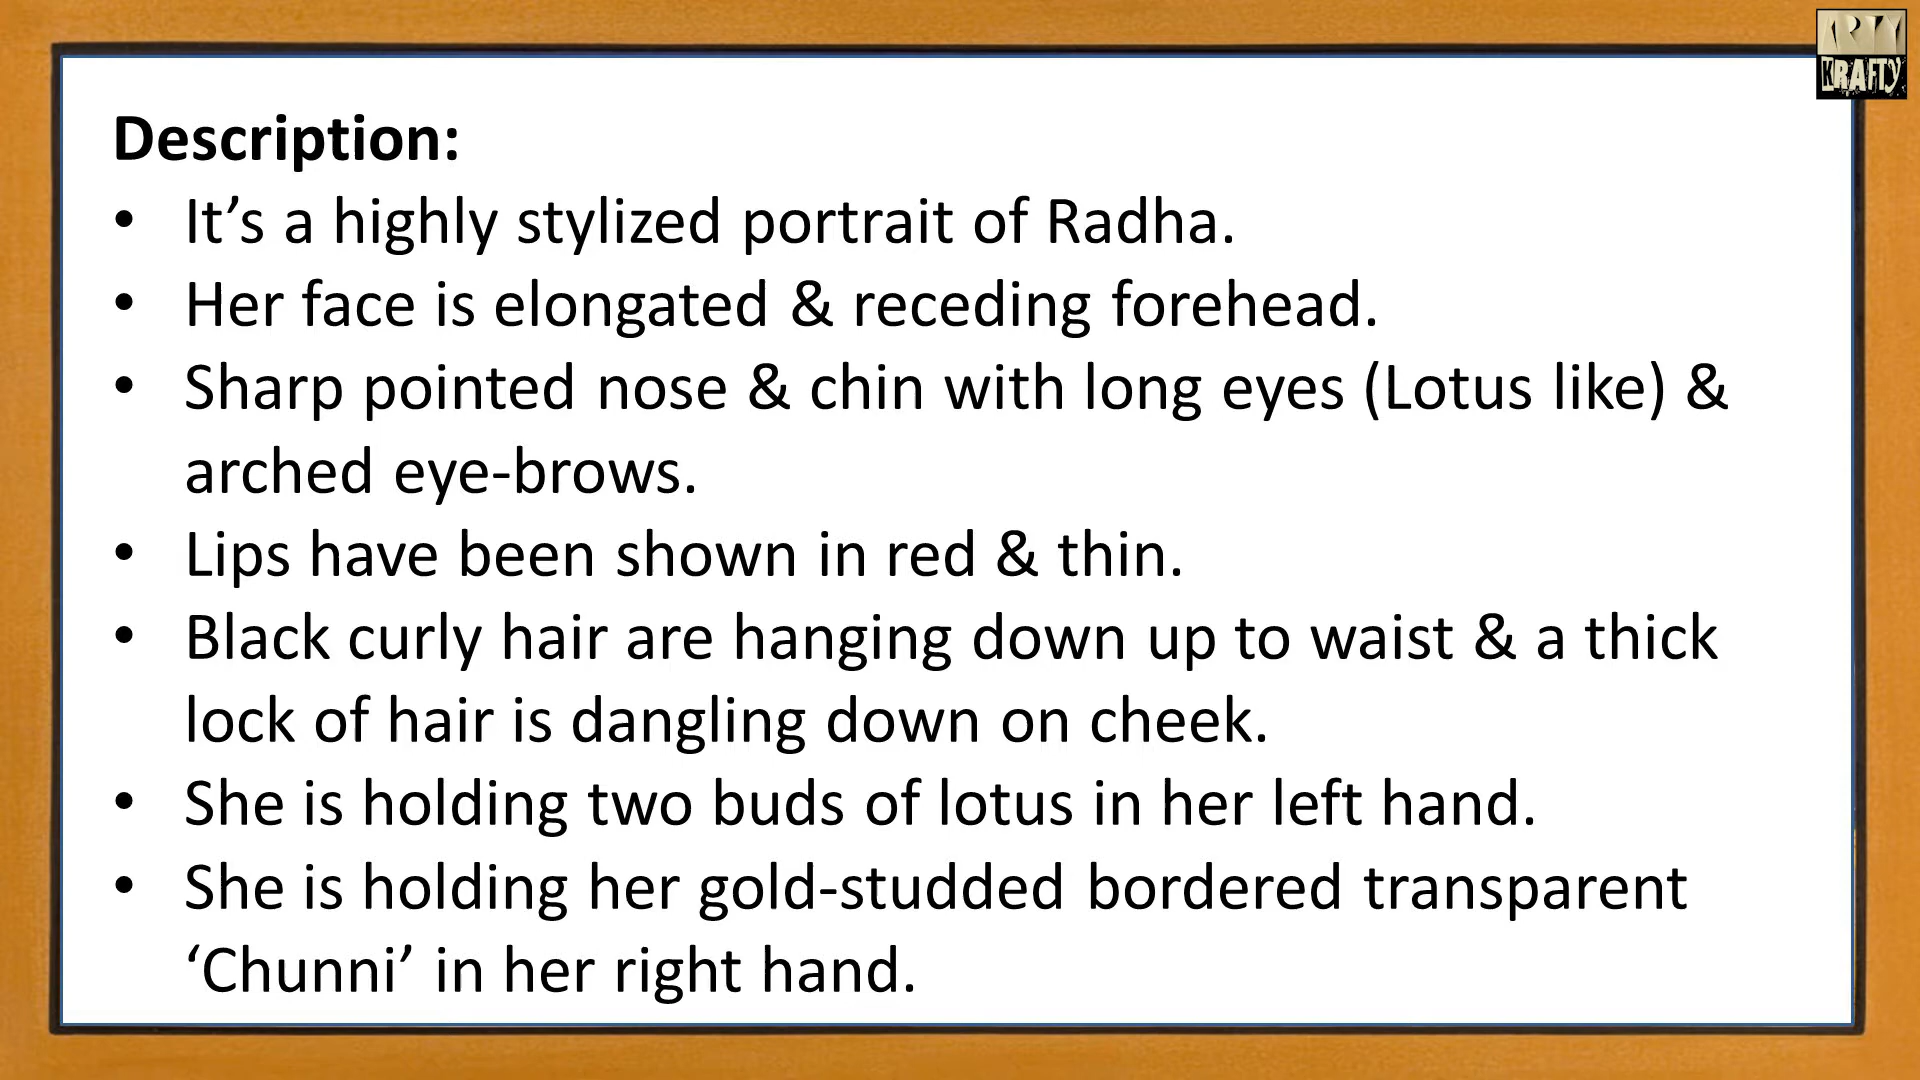 ARTY
KRAFTY
Description:
• It’s a highly stylized portrait of Radha.
• Her face is elongated & receding forehead.
• Sharp pointed nose & chin with long eyes (Lotus like) &
arched eye-brows.
• Lips have been shown in red & thin.
• Black curly hair are hanging down up to waist & a thick
lock of hair is dangling down on cheek.
• She is holding two buds of lotus in her left hand.
• She is holding her gold-studded bordered transparent
‘Chunni’ in her right hand.